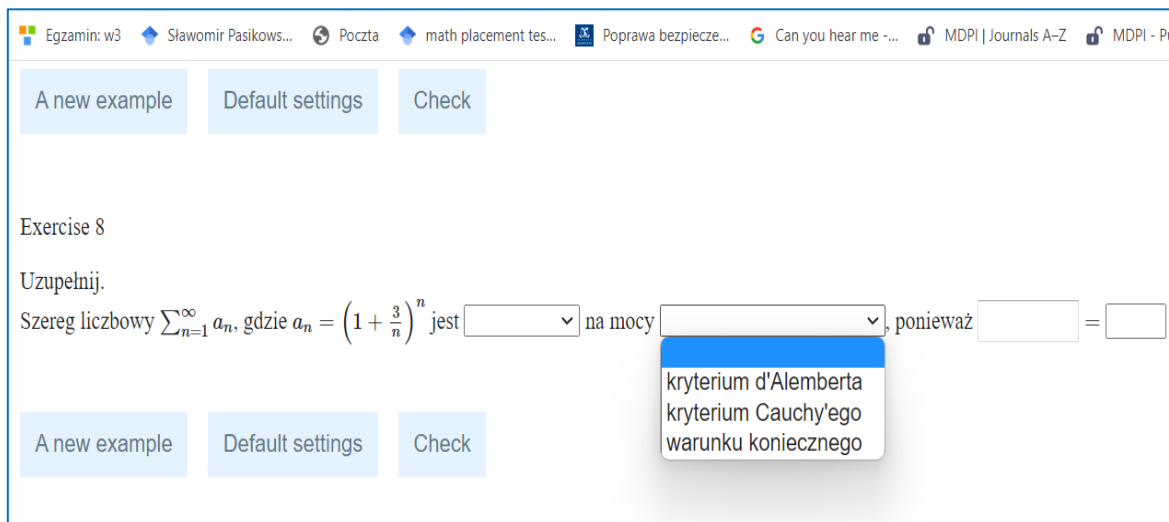 Egzamin: w3 Sławomir Pasikows... Poczta math placement tes... Poprawa bezpiecze... Can you hear me -... MDPI | Journals A–Z MDPI - Pu
A new example Default settings Check
Exercise 8
Uzupełnij.
Szereg liczbowy ∑_{n=1}^{∞} a_n, gdzie a_n = (1 + 3/n)^n jest na mocy , ponieważ =
kryterium d'Alemberta
kryterium Cauchy'ego
warunku koniecznego
A new example Default settings Check